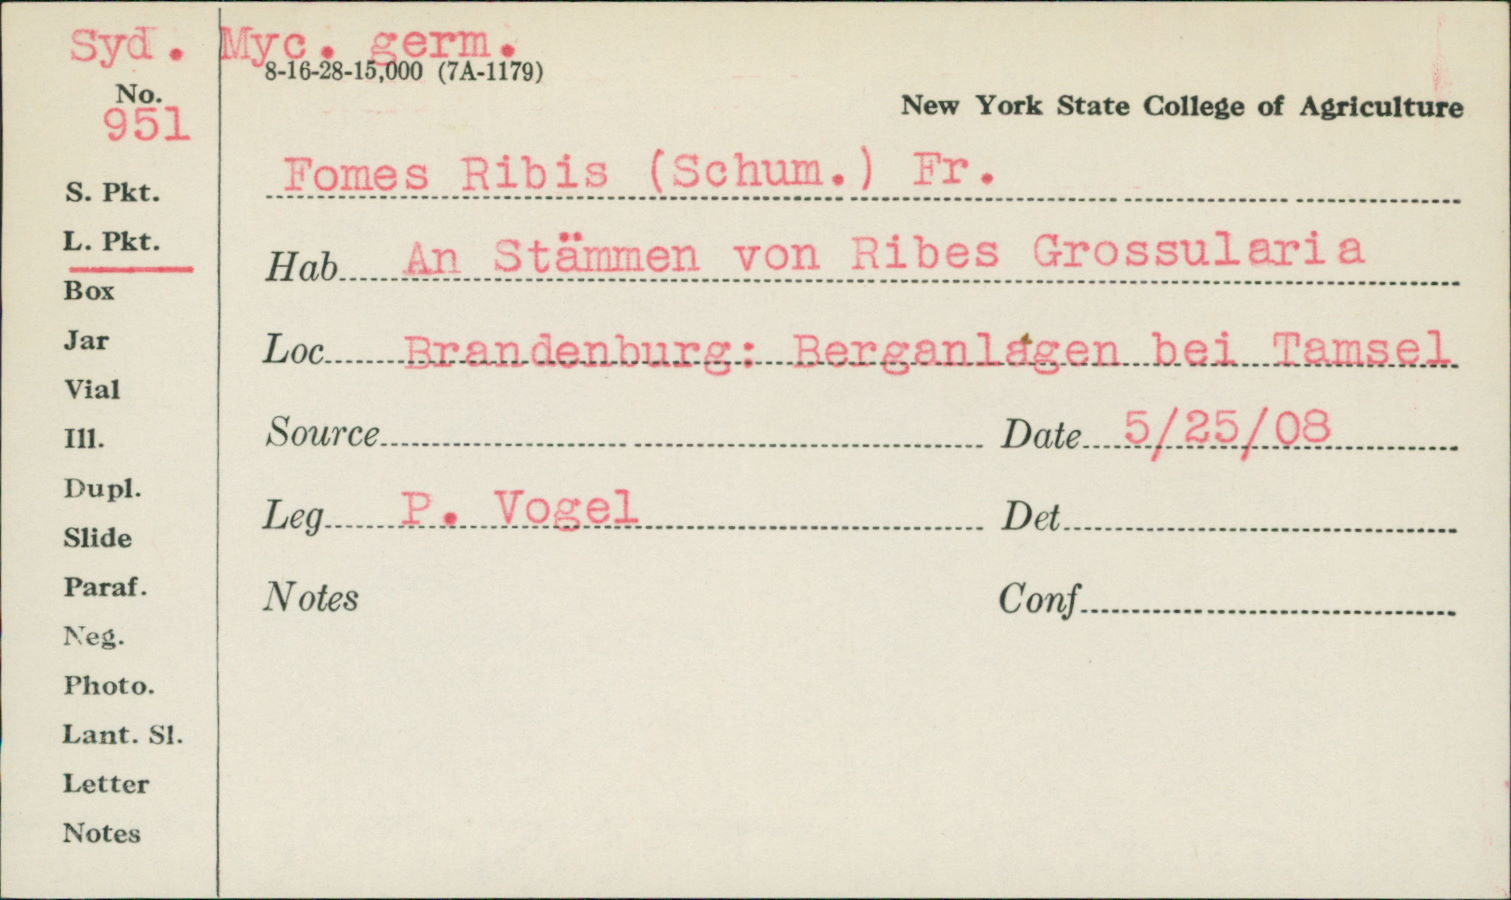 Syd. Myc. germ.
8-16-28-15,000 (7A-1179)
No.
951
New York State College of Agriculture
Fomes Ribis (Schum.) Fr.
S. Pkt.
L. Pkt.
Hab. An Stämmen von Ribes Grossularia
Box
Jar
Loc. Brandenburg: Berganlagen bei Tamsel
Vial
Ill.
Source Date 5/25/08
Dupl.
Leg. P. Vogel Det.
Slide
Paraf.
Notes Conf.
Neg.
Photo.
Lant. Sl.
Letter
Notes